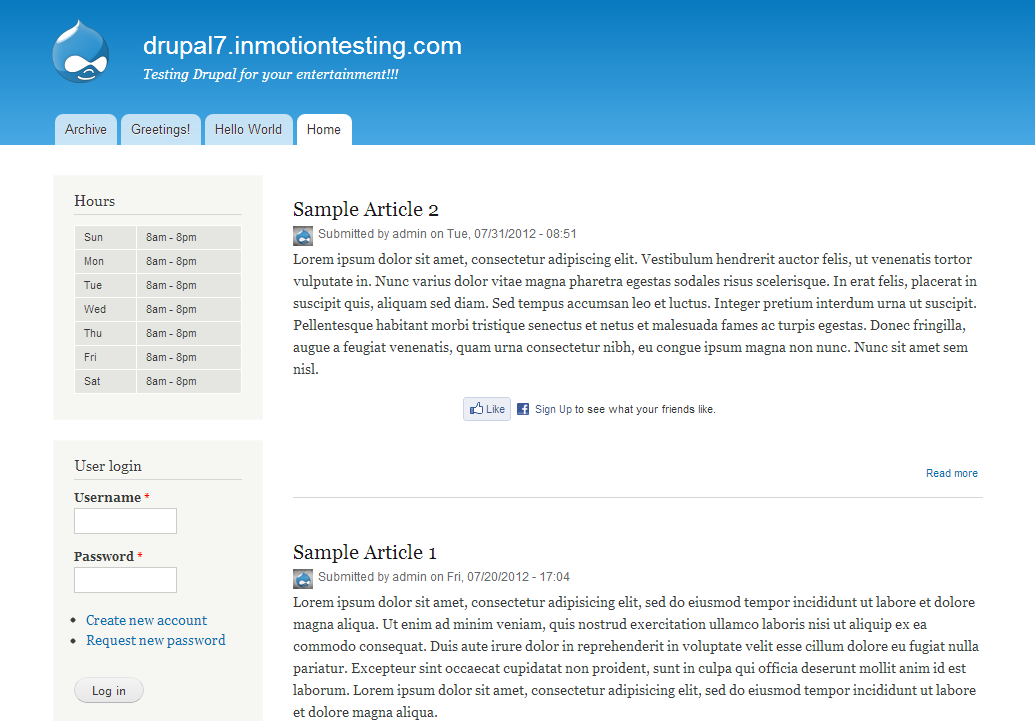 drupal7.inmotiontesting.com
Testing Drupal for your entertainment!!!
Archive Greetings! Hello World Home
Hours
Sun 8am - 8pm
Mon 8am - 8pm
Tue 8am - 8pm
Wed 8am - 8pm
Thu 8am - 8pm
Fri 8am - 8pm
Sat 8am - 8pm
User login
Username *
Password *
Create new account
Request new password
Log in
Sample Article 2
Submitted by admin on Tue, 07/31/2012 - 08:51
Lorem ipsum dolor sit amet, consectetur adipiscing elit. Vestibulum hendrerit auctor felis, ut venenatis tortor
vulputate in. Nunc varius dolor vitae magna pharetra egestas sodales risus scelerisque. In erat felis, placerat in
suscipit quis, aliquam sed diam. Sed tempus accumsan leo et luctus. Integer pretium interdum urna ut suscipit.
Pellentesque habitant morbi tristique senectus et netus et malesuada fames ac turpis egestas. Donec fringilla,
augue a feugiat venenatis, quam urna consectetur nibh, eu congue ipsum magna non nunc. Nunc sit amet sem
nisl.
Like Sign Up to see what your friends like.
Read more
Sample Article 1
Submitted by admin on Fri, 07/20/2012 - 17:04
Lorem ipsum dolor sit amet, consectetur adipisicing elit, sed do eiusmod tempor incididunt ut labore et dolore
magna aliqua. Ut enim ad minim veniam, quis nostrud exercitation ullamco laboris nisi ut aliquip ex ea
commodo consequat. Duis aute irure dolor in reprehenderit in voluptate velit esse cillum dolore eu fugiat nulla
pariatur. Excepteur sint occaecat cupidatat non proident, sunt in culpa qui officia deserunt mollit anim id est
laborum. Lorem ipsum dolor sit amet, consectetur adipisicing elit, sed do eiusmod tempor incididunt ut labore
et dolore magna aliqua.